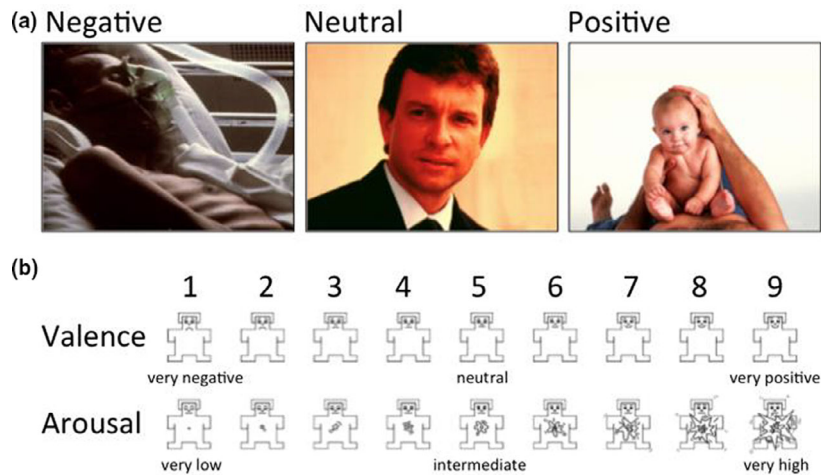 (a) Negative Neutral Positive
(b)
1 2 3 4 5 6 7 8 9
Valence
very negative neutral very positive
Arousal
very low intermediate very high